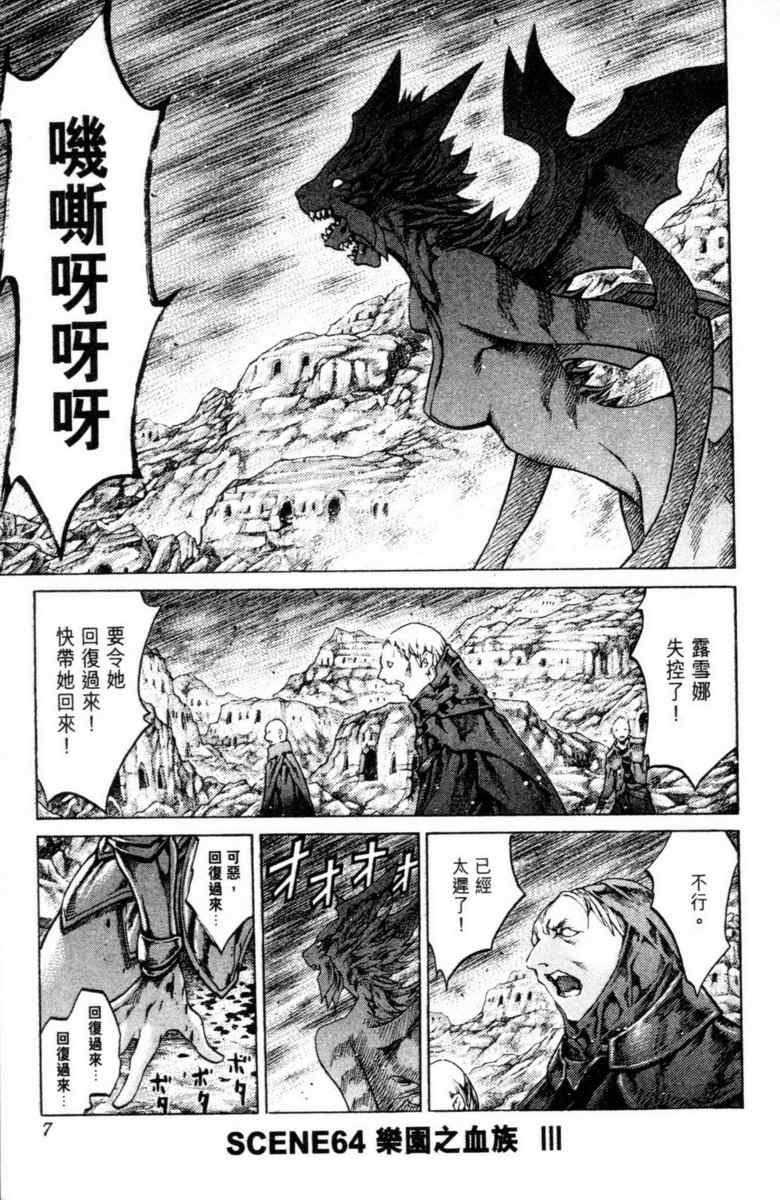 嘰嘶呀呀呀
露雪娜
失控了！
要令她
回復過來！
快帶她回來！
不行。
已經
太遲了！
オオオ
可惡，
回復過來…
回復過來…
回復過來…
ボタ
ボタ
ボタ
7
SCENE64 樂園之血族 III